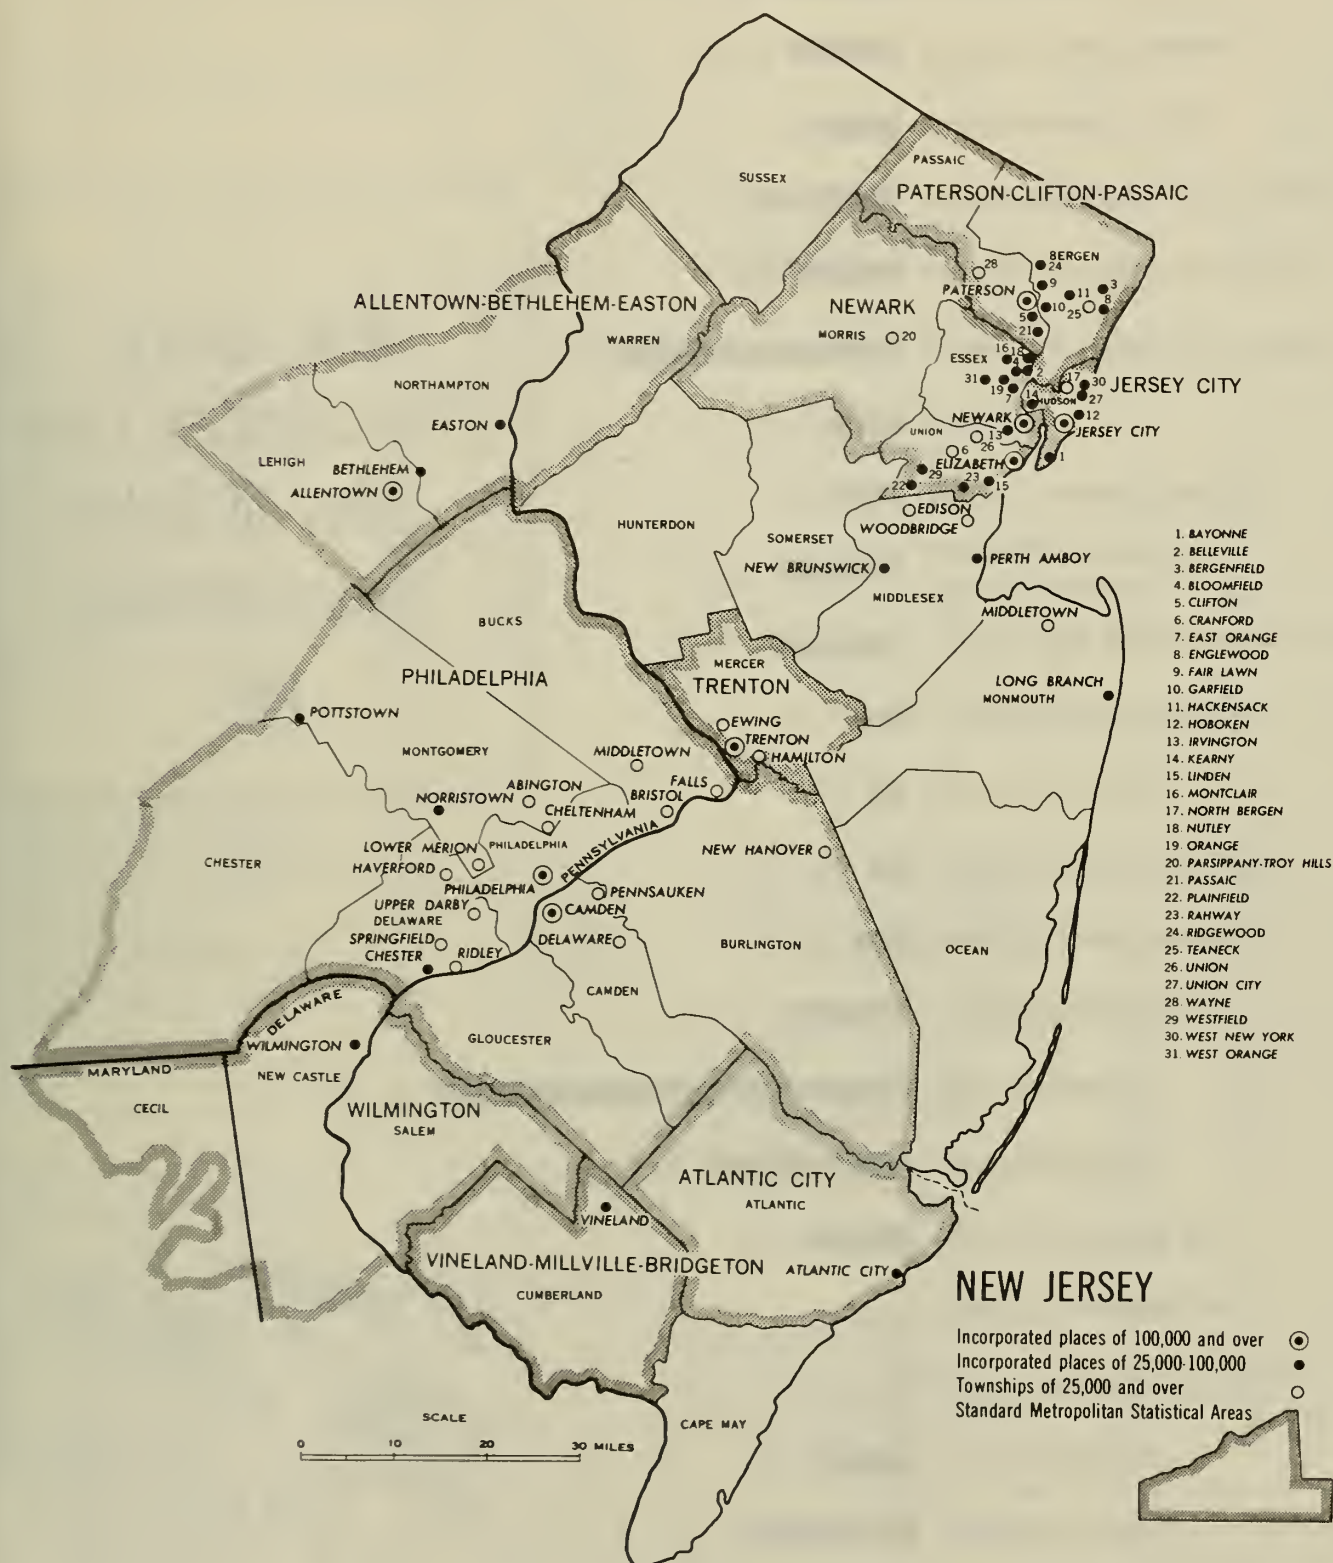 PASSAIC
SUSSEX
PATERSON-CLIFTON-PASSAIC
BERGEN
24
28
9
PATERSON
11
3
ALLENTOWN-BETHLEHEM-EASTON
NEWARK
10
25
8
5
MORRIS
20
21
WARREN
16
18
ESSEX
4
2
NORTHAMPTON
31
19
7
17
30
JERSEY CITY
14
HUDSON
27
12
EASTON
NEWARK
JERSEY CITY
UNION
13
26
LEHIGH
BETHLEHEM
6
ELIZABETH
1
29
ALLENTOWN
22
23
15
EDISON
HUNTERDON
WOODBRIDGE
SOMERSET
NEW BRUNSWICK
PERTH AMBOY
MIDDLESEX
MIDDLETOWN
BUCKS
MERCER
PHILADELPHIA
TRENTON
LONG BRANCH
MONMOUTH
POTTSTOWN
EWING
TRENTON
MONTGOMERY
MIDDLETOWN
HAMILTON
ABINGTON
FALLS
NORRISTOWN
BRISTOL
CHELTENHAM
PENNSYLVANIA
LOWER MERION
PHILADELPHIA
NEW HANOVER
CHESTER
HAVERFORD
PHILADELPHIA
PENNSAUKEN
UPPER DARBY
CAMDEN
DELAWARE
SPRINGFIELD
DELAWARE
BURLINGTON
OCEAN
CHESTER
RIDLEY
CAMDEN
DELAWARE
GLOUCESTER
WILMINGTON
MARYLAND
NEW CASTLE
CECIL
WILMINGTON
SALEM
ATLANTIC CITY
ATLANTIC
VINELAND
VINELAND-MILLVILLE-BRIDGETON
ATLANTIC CITY
CUMBERLAND
CAPE MAY
1. BAYONNE
2. BELLEVILLE
3. BERGENFIELD
4. BLOOMFIELD
5. CLIFTON
6. CRANFORD
7. EAST ORANGE
8. ENGLEWOOD
9. FAIR LAWN
10. GARFIELD
11. HACKENSACK
12. HOBOKEN
13. IRVINGTON
14. KEARNY
15. LINDEN
16. MONTCLAIR
17. NORTH BERGEN
18. NUTLEY
19. ORANGE
20. PARSIPPANY-TROY HILLS
21. PASSAIC
22. PLAINFIELD
23. RAHWAY
24. RIDGEWOOD
25. TEANECK
26. UNION
27. UNION CITY
28. WAYNE
29. WESTFIELD
30. WEST NEW YORK
31. WEST ORANGE
NEW JERSEY
Incorporated places of 100,000 and over
Incorporated places of 25,000-100,000
Townships of 25,000 and over
Standard Metropolitan Statistical Areas
SCALE
0 10 20 30 MILES